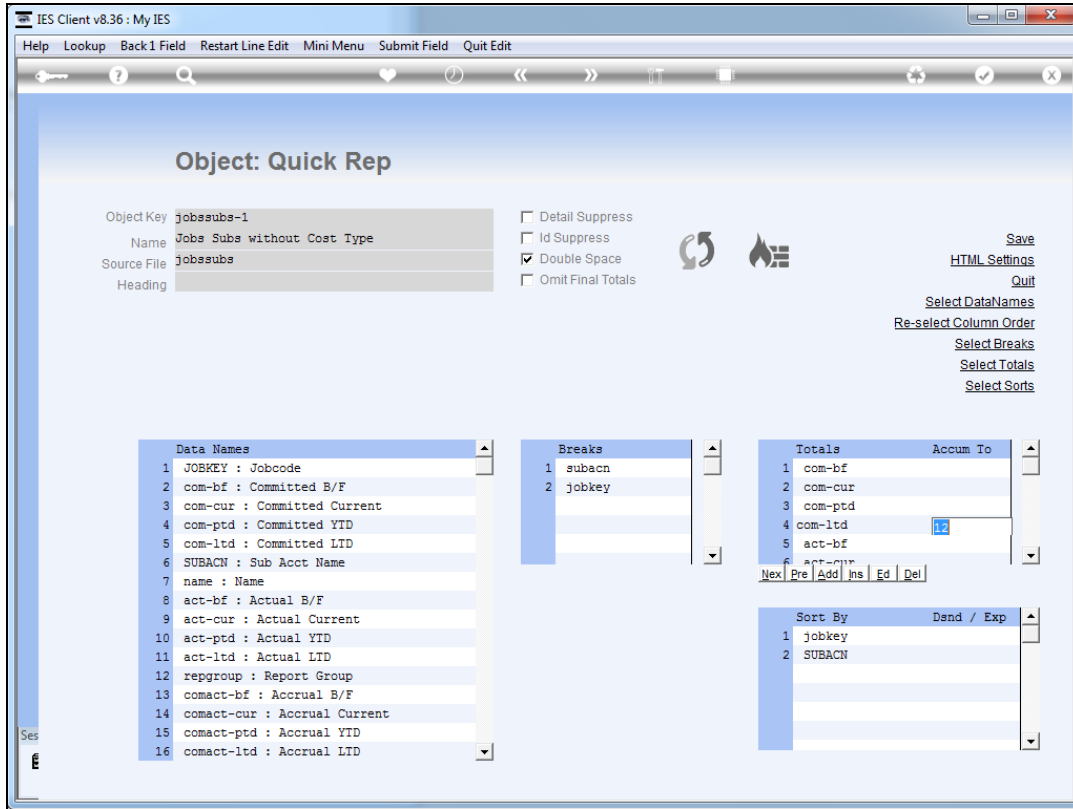 IES Client v8.36 : My IES
Help Lookup Back 1 Field Restart Line Edit Mini Menu Submit Field Quit Edit
Object: Quick Rep
Object Key jobssubs-1
Name Jobs Subs without Cost Type
Source File jobssubs
Heading
Detail Suppress
Id Suppress
Double Space
Omit Final Totals
Save
HTML Settings
Quit
Select DataNames
Re-select Column Order
Select Breaks
Select Totals
Select Sorts
Data Names
1 JOBKEY : Jobcode
2 com-bf : Committed B/F
3 com-cur : Committed Current
4 com-ptd : Committed YTD
5 com-ltd : Committed LTD
6 SUBACN : Sub Acct Name
7 name : Name
8 act-bf : Actual B/F
9 act-cur : Actual Current
10 act-ptd : Actual YTD
11 act-ltd : Actual LTD
12 repgroup : Report Group
13 comact-bf : Accrual B/F
14 comact-cur : Accrual Current
15 comact-ptd : Accrual YTD
16 comact-ltd : Accrual LTD
Breaks
1 subacn
2 jobkey
Totals Accum To
1 com-bf
2 com-cur
3 com-ptd
4 com-ltd 12
5 act-bf
6 act-cur
Nex Pre Add Ins Ed Del
Sort By Dsnd / Exp
1 jobkey
2 SUBACN
Ses